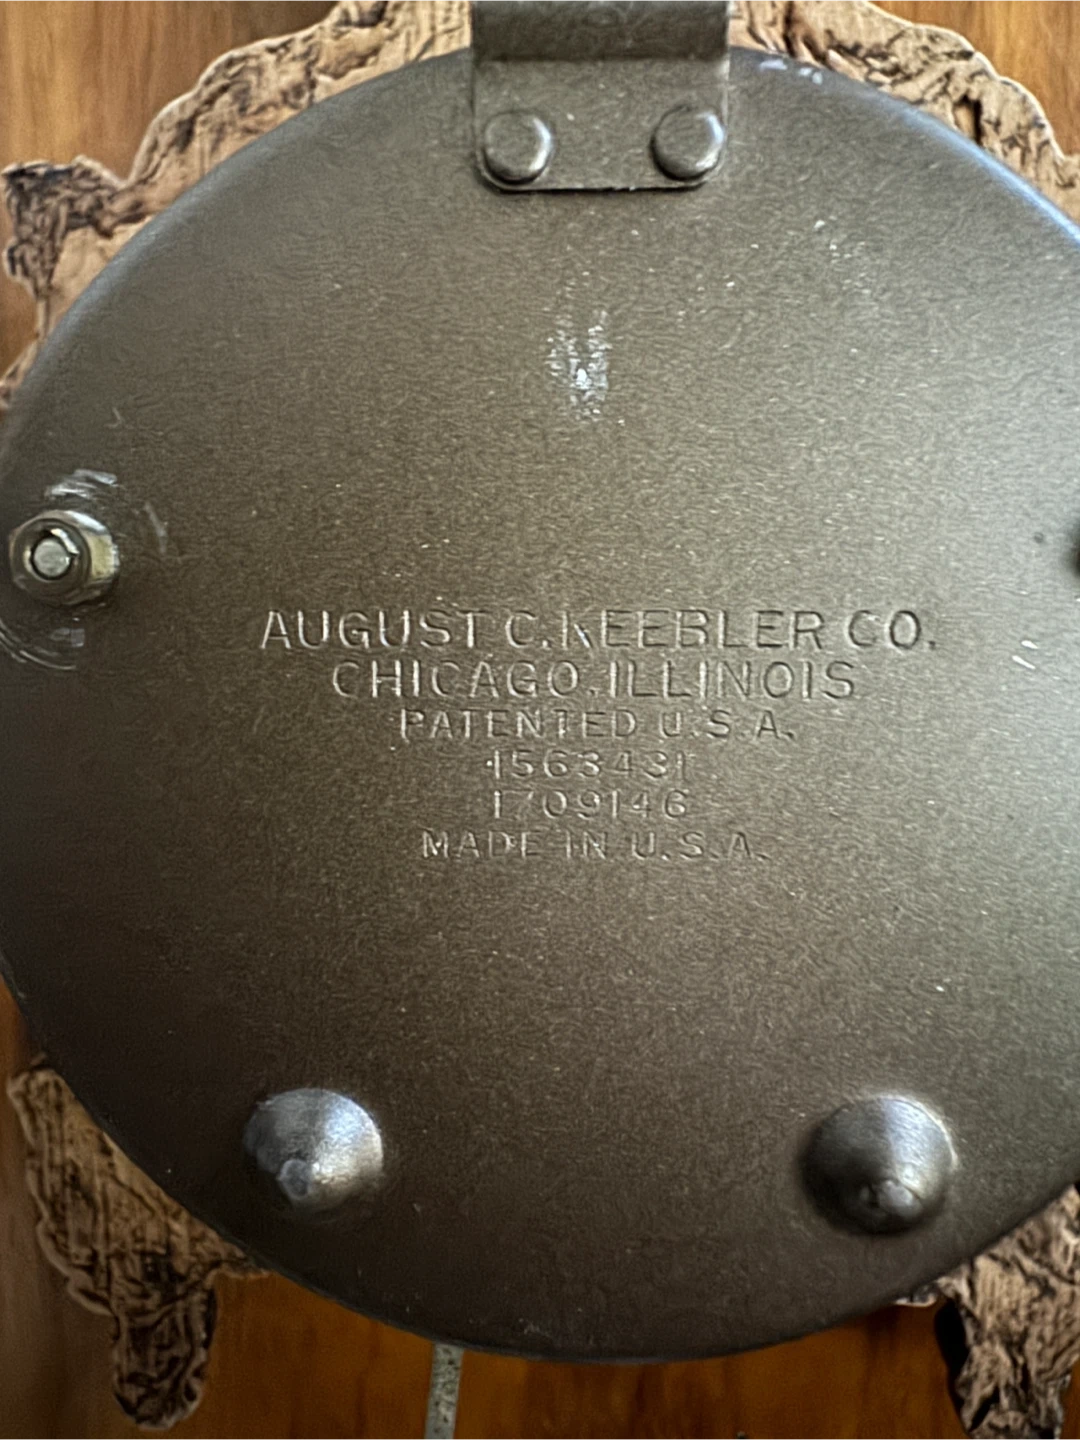 AUGUST C. KEEBLER CO.
CHICAGO, ILLINOIS
PATENTED U.S.A.
1563431
1709146
MADE IN U.S.A.